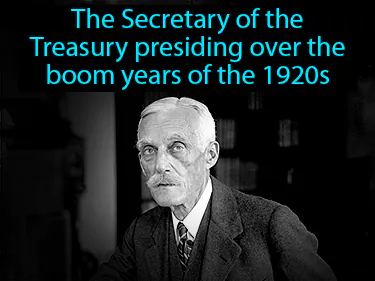 The Secretary of the
Treasury presiding over the
boom years of the 1920s